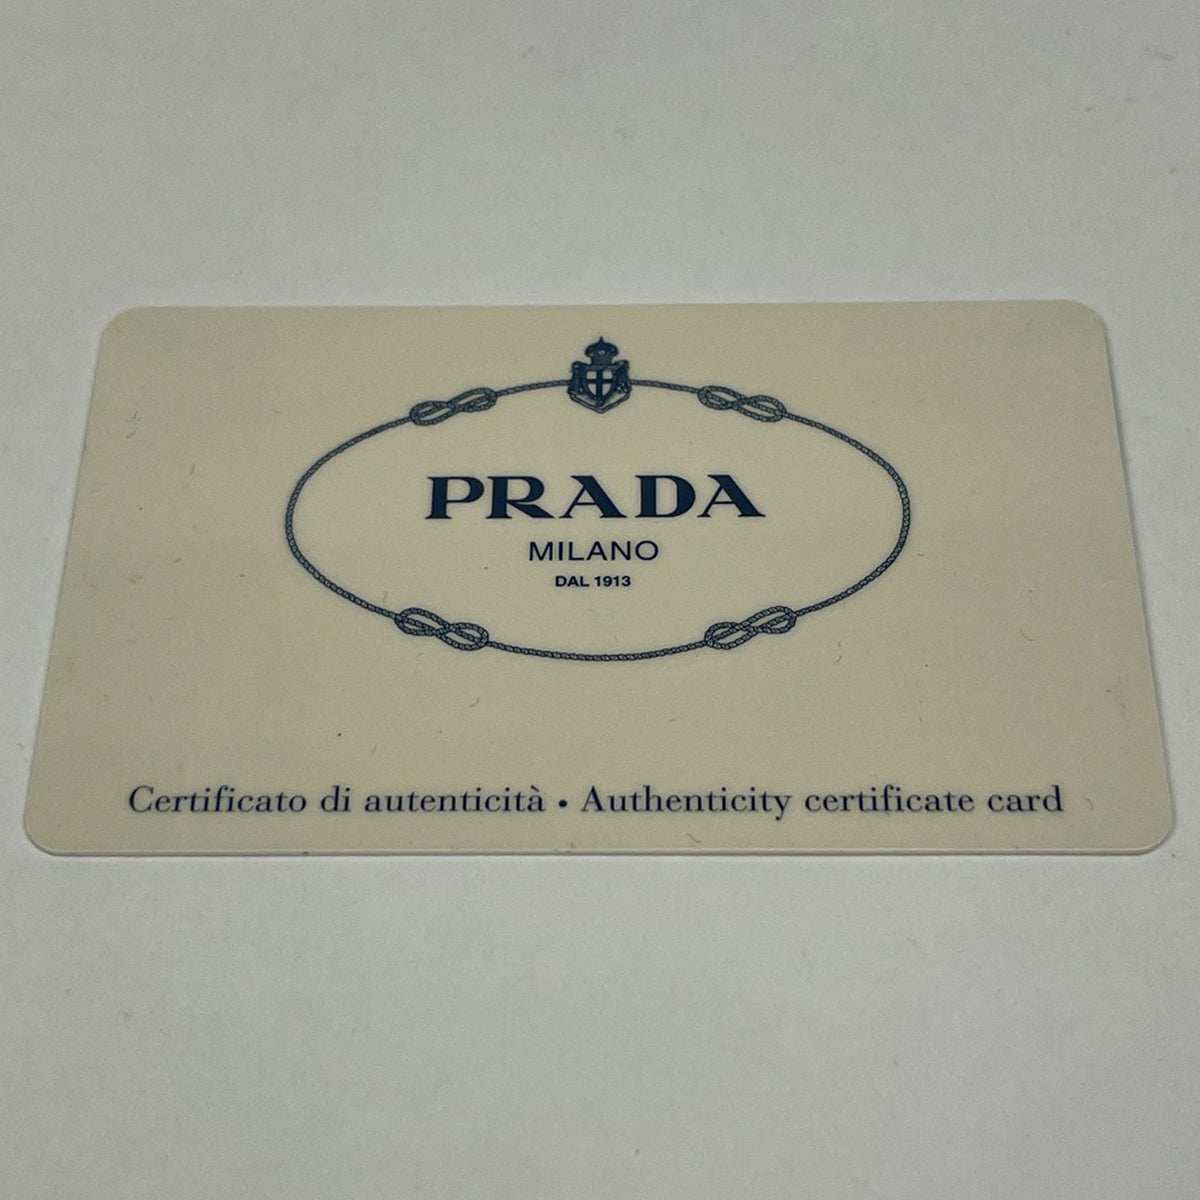 PRADA
MILANO
DAL 1913
Certificato di autenticità • Authenticity certificate card